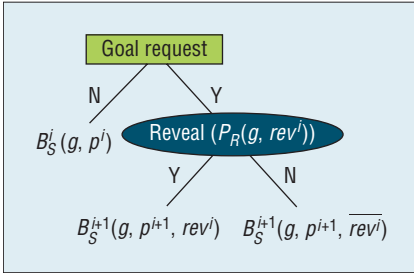 Goal request
N Y
B_S^i(g, p^i) Reveal (P_R(g, rev^i))
Y N
B_S^{i+1}(g, p^{i+1}, rev^i) B_S^{i+1}(g, p^{i+1}, \overline{rev^i})